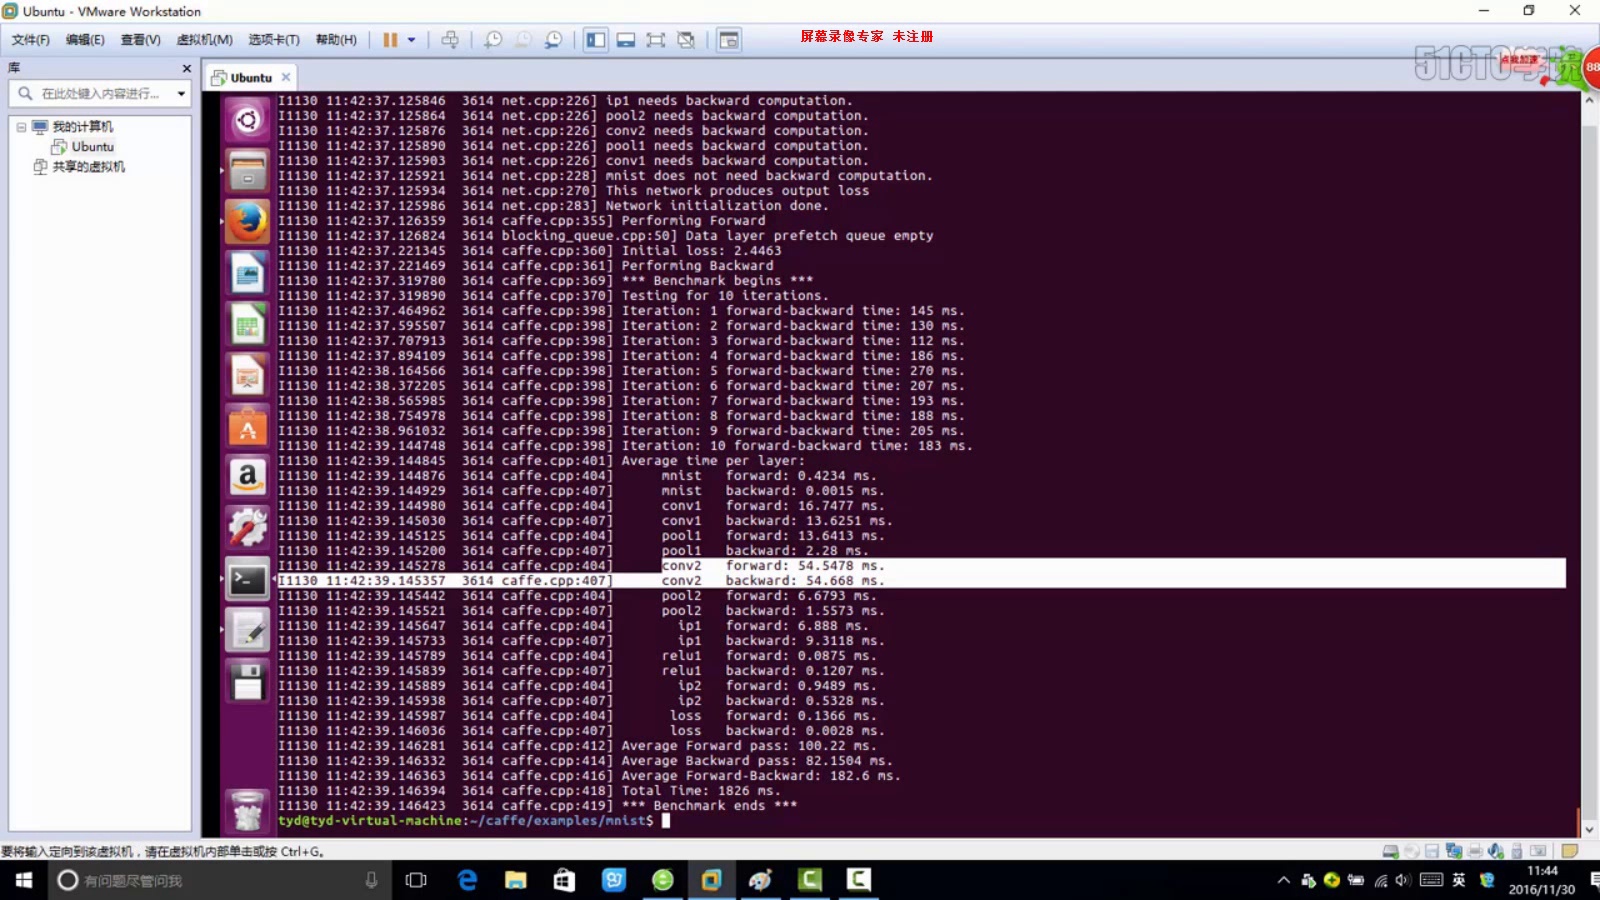 Ubuntu - VMware Workstation
文件(F) 编辑(E) 查看(V) 虚拟机(M) 选项卡(T) 帮助(H)
屏幕录像专家 未注册
51CTO学院
点我加速
88
库
Ubuntu
在此处键入内容进行...
我的计算机
Ubuntu
共享的虚拟机
I1130 11:42:37.125846 3614 net.cpp:226] ip1 needs backward computation.
I1130 11:42:37.125864 3614 net.cpp:226] pool2 needs backward computation.
I1130 11:42:37.125876 3614 net.cpp:226] conv2 needs backward computation.
I1130 11:42:37.125890 3614 net.cpp:226] pool1 needs backward computation.
I1130 11:42:37.125903 3614 net.cpp:226] conv1 needs backward computation.
I1130 11:42:37.125921 3614 net.cpp:228] mnist does not need backward computation.
I1130 11:42:37.125934 3614 net.cpp:270] This network produces output loss
I1130 11:42:37.125986 3614 net.cpp:283] Network initialization done.
I1130 11:42:37.126359 3614 caffe.cpp:355] Performing Forward
I1130 11:42:37.126824 3614 blocking_queue.cpp:50] Data layer prefetch queue empty
I1130 11:42:37.221345 3614 caffe.cpp:360] Initial loss: 2.4463
I1130 11:42:37.221469 3614 caffe.cpp:361] Performing Backward
I1130 11:42:37.319780 3614 caffe.cpp:369] *** Benchmark begins ***
I1130 11:42:37.319890 3614 caffe.cpp:370] Testing for 10 iterations.
I1130 11:42:37.464962 3614 caffe.cpp:398] Iteration: 1 forward-backward time: 145 ms.
I1130 11:42:37.595507 3614 caffe.cpp:398] Iteration: 2 forward-backward time: 130 ms.
I1130 11:42:37.707913 3614 caffe.cpp:398] Iteration: 3 forward-backward time: 112 ms.
I1130 11:42:37.894109 3614 caffe.cpp:398] Iteration: 4 forward-backward time: 186 ms.
I1130 11:42:38.164566 3614 caffe.cpp:398] Iteration: 5 forward-backward time: 270 ms.
I1130 11:42:38.372205 3614 caffe.cpp:398] Iteration: 6 forward-backward time: 207 ms.
I1130 11:42:38.565985 3614 caffe.cpp:398] Iteration: 7 forward-backward time: 193 ms.
I1130 11:42:38.754978 3614 caffe.cpp:398] Iteration: 8 forward-backward time: 188 ms.
I1130 11:42:38.961032 3614 caffe.cpp:398] Iteration: 9 forward-backward time: 205 ms.
I1130 11:42:39.144748 3614 caffe.cpp:398] Iteration: 10 forward-backward time: 183 ms.
I1130 11:42:39.144845 3614 caffe.cpp:401] Average time per layer:
I1130 11:42:39.144876 3614 caffe.cpp:404] mnist forward: 0.4234 ms.
I1130 11:42:39.144929 3614 caffe.cpp:407] mnist backward: 0.0015 ms.
I1130 11:42:39.144980 3614 caffe.cpp:404] conv1 forward: 16.7477 ms.
I1130 11:42:39.145030 3614 caffe.cpp:407] conv1 backward: 13.6251 ms.
I1130 11:42:39.145125 3614 caffe.cpp:404] pool1 forward: 13.6413 ms.
I1130 11:42:39.145200 3614 caffe.cpp:407] pool1 backward: 2.28 ms.
I1130 11:42:39.145278 3614 caffe.cpp:404] conv2 forward: 54.5478 ms.
I1130 11:42:39.145357 3614 caffe.cpp:407] conv2 backward: 54.668 ms.
I1130 11:42:39.145442 3614 caffe.cpp:404] pool2 forward: 6.6793 ms.
I1130 11:42:39.145521 3614 caffe.cpp:407] pool2 backward: 1.5573 ms.
I1130 11:42:39.145647 3614 caffe.cpp:404] ip1 forward: 6.888 ms.
I1130 11:42:39.145733 3614 caffe.cpp:407] ip1 backward: 9.3118 ms.
I1130 11:42:39.145789 3614 caffe.cpp:404] relu1 forward: 0.0875 ms.
I1130 11:42:39.145839 3614 caffe.cpp:407] relu1 backward: 0.1207 ms.
I1130 11:42:39.145889 3614 caffe.cpp:404] ip2 forward: 0.9489 ms.
I1130 11:42:39.145938 3614 caffe.cpp:407] ip2 backward: 0.5328 ms.
I1130 11:42:39.145987 3614 caffe.cpp:404] loss forward: 0.1366 ms.
I1130 11:42:39.146036 3614 caffe.cpp:407] loss backward: 0.0028 ms.
I1130 11:42:39.146281 3614 caffe.cpp:412] Average Forward pass: 100.22 ms.
I1130 11:42:39.146332 3614 caffe.cpp:414] Average Backward pass: 82.1504 ms.
I1130 11:42:39.146363 3614 caffe.cpp:416] Average Forward-Backward: 182.6 ms.
I1130 11:42:39.146394 3614 caffe.cpp:418] Total Time: 1826 ms.
I1130 11:42:39.146423 3614 caffe.cpp:419] *** Benchmark ends ***
tyd@tyd-virtual-machine:~/caffe/examples/mnist$
要将输入定向到该虚拟机，请在虚拟机内部单击或按 Ctrl+G。
有问题尽管问我
英
11:44
2016/11/30